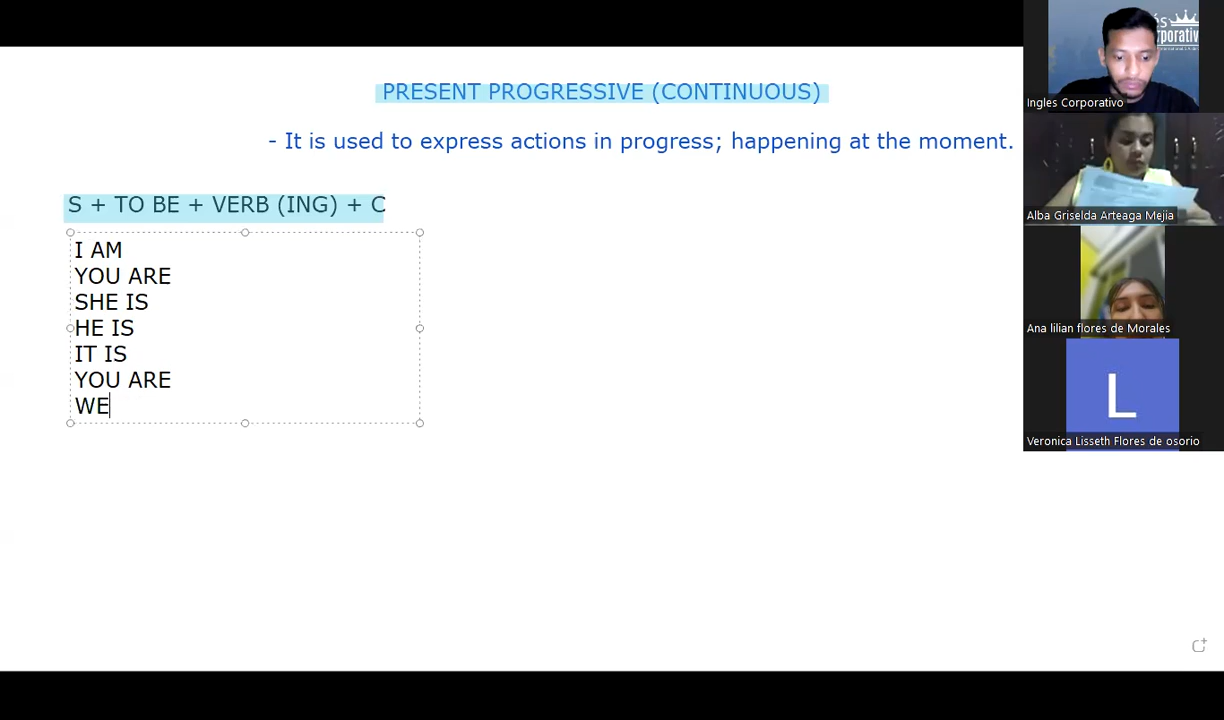 PRESENT PROGRESSIVE (CONTINUOUS)
- It is used to express actions in progress; happening at the moment.
S + TO BE + VERB (ING) + C
I AM
YOU ARE
SHE IS
HE IS
IT IS
YOU ARE
WE
Ingles Corporativo
Alba Griselda Arteaga Mejia
Ana lilian flores de Morales
L
Veronica Lisseth Flores de osorio